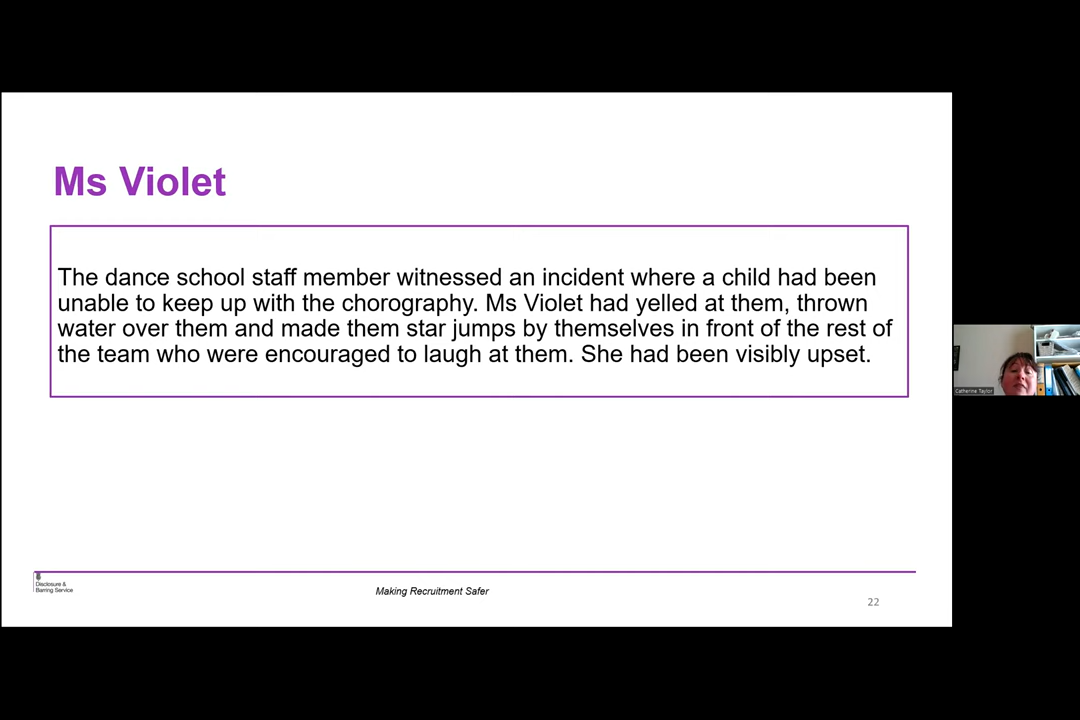 Ms Violet
The dance school staff member witnessed an incident where a child had been
unable to keep up with the chorography. Ms Violet had yelled at them, thrown
water over them and made them star jumps by themselves in front of the rest of
the team who were encouraged to laugh at them. She had been visibly upset.
Catherine Taylor
Disclosure &
Barring Service
Making Recruitment Safer
22